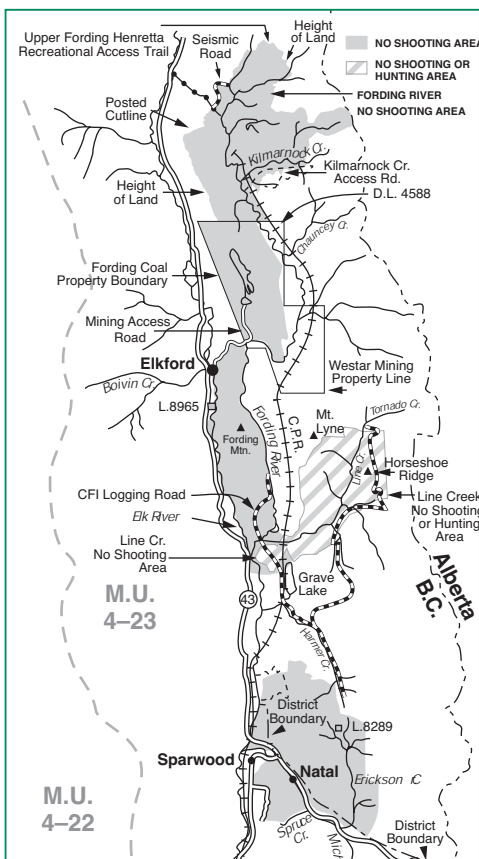 Upper Fording Henretta
Recreational Access Trail
Seismic
Road
Height
of Land
NO SHOOTING AREA
NO SHOOTING OR
HUNTING AREA
FORDING RIVER
NO SHOOTING AREA
Posted
Cutline
Kilmarnock Cr.
Kilmarnock Cr.
Access Rd.
D.L. 4588
Height
of Land
Chauncey Cr.
Fording Coal
Property Boundary
Mining Access
Road
Elkford
Westar Mining
Property Line
Boivin Cr.
L.8965
Fording River
C.P.R.
Mt.
Lyne
Tornado Cr.
Fording
Mtn.
Line Cr.
Horseshoe
Ridge
CFI Logging Road
Elk River
Line Creek
No Shooting
or Hunting
Area
Line Cr.
No Shooting
Area
Grave
Lake
Alberta
B.C.
M.U.
4–23
43
Harmer Cr.
District
Boundary
L.8289
Sparwood
Natal
Erickson C
M.U.
4–22
Spruce
Cr.
Mich
District
Boundary